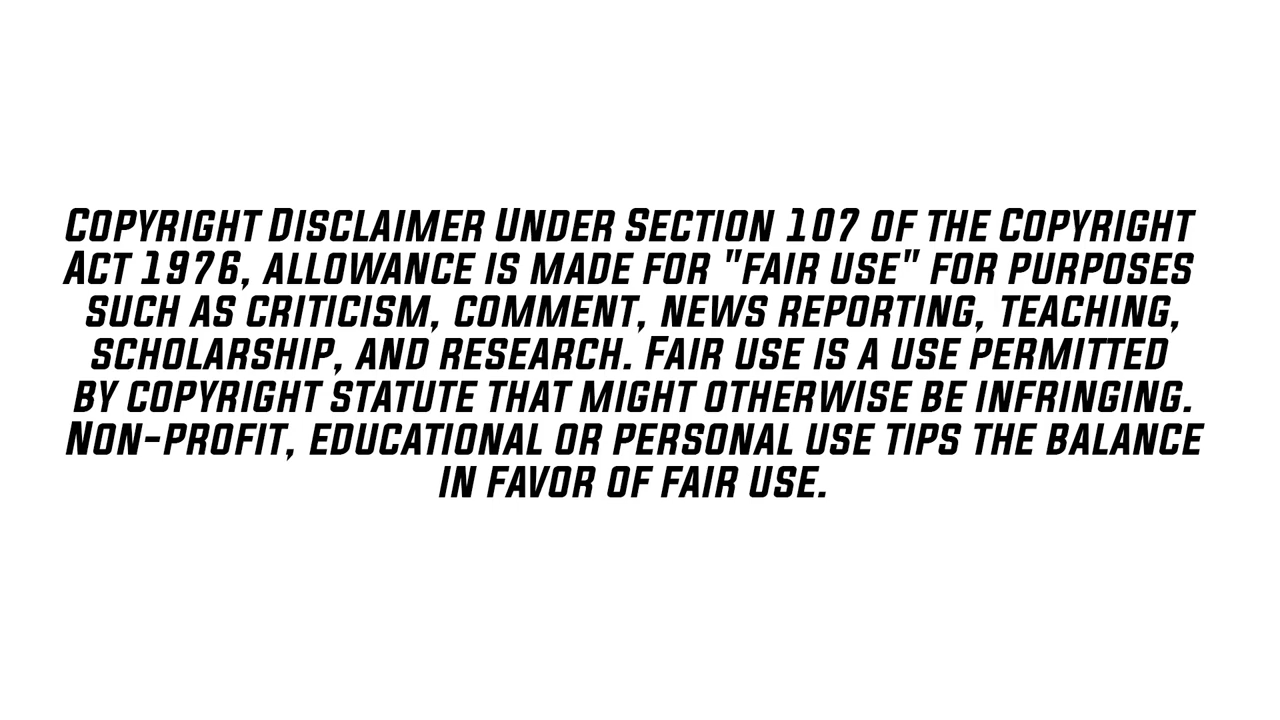 Copyright Disclaimer Under Section 107 of the Copyright
Act 1976, allowance is made for "fair use" for purposes
such as criticism, comment, news reporting, teaching,
scholarship, and research. Fair use is a use permitted
by copyright statute that might otherwise be infringing.
Non-profit, educational or personal use tips the balance
in favor of fair use.